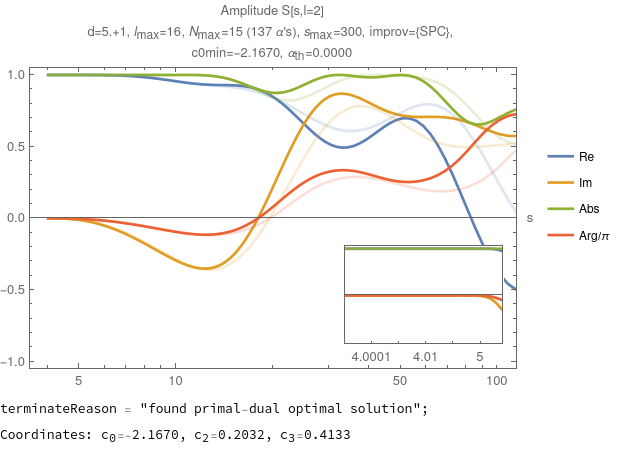 Amplitude S[s,l=2]
d=5.+1, lmax=16, Nmax=15 (137 α's), smax=300, improv={SPC},
c0min=−2.1670, αth=0.0000
1.0
0.5
0.0
−0.5
−1.0
s
Re
Im
Abs
Arg/π
4.0001 4.01 5
5 10 50 100
terminateReason = "found primal-dual optimal solution";
Coordinates: c0=-2.1670, c2=0.2032, c3=0.4133